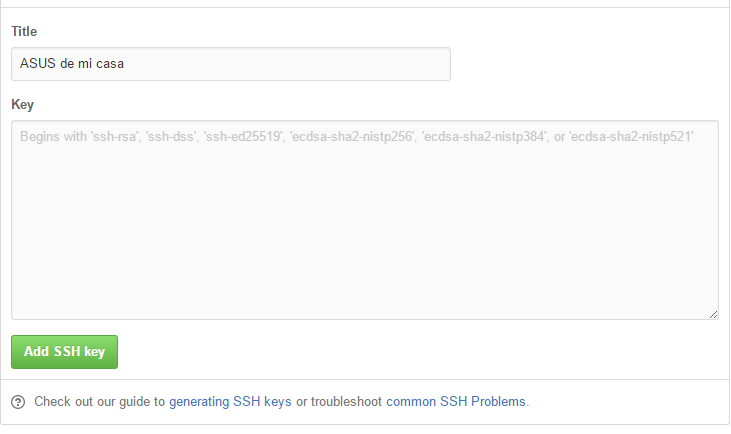 Title
ASUS de mi casa
Key
Begins with 'ssh-rsa', 'ssh-dss', 'ssh-ed25519', 'ecdsa-sha2-nistp256', 'ecdsa-sha2-nistp384', or 'ecdsa-sha2-nistp521'
Add SSH key
Check out our guide to generating SSH keys or troubleshoot common SSH Problems.